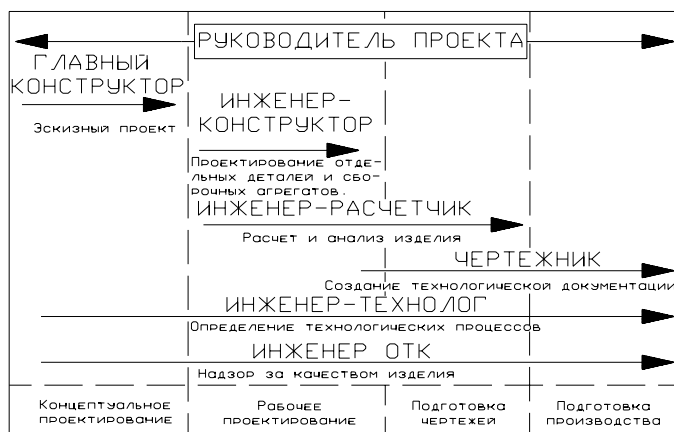 РУКОВОДИТЕЛЬ ПРОЕКТА
ГЛАВНЫЙ
КОНСТРУКТОР
Эскизный проект
ИНЖЕНЕР-
КОНСТРУКТОР
Проектирование отде-
льных деталей и сбо-
рочных агрегатов.
ИНЖЕНЕР-РАСЧЕТЧИК
Расчет и анализ изделия
ЧЕРТЕЖНИК
Создание технологической документации
ИНЖЕНЕР-ТЕХНОЛОГ
Определение технологических процессов
ИНЖЕНЕР ОТК
Надзор за качеством изделия
Концептуальное
проектирование
Рабочее
проектирование
Подготовка
чертежей
Подготовка
производства